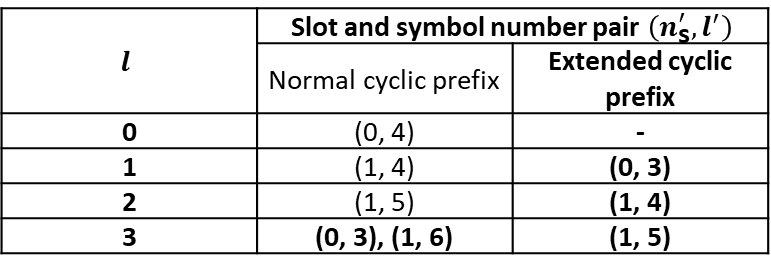 l Slot and symbol number pair (n′S, l′)
Normal cyclic prefix Extended cyclic prefix
0 (0, 4) -
1 (1, 4) (0, 3)
2 (1, 5) (1, 4)
3 (0, 3), (1, 6) (1, 5)